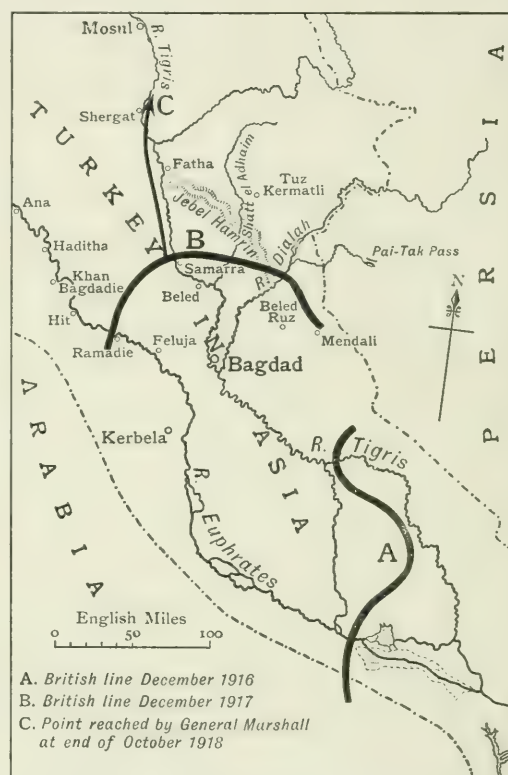 Mosul
R. Tigris
C
Shergat
Fatha
Shatt el Adhaim
Tuz
Kermatli
Jebel Hamrin
TURKEY IN ASIA
PERSIA
Ana
Haditha
Khan
Bagdadie
Hit
B
Samarra
R. Dialah
Pai-Tak Pass
Beled
Beled
Ruz
Mendali
Ramadie
Feluja
Bagdad
N.
ARABIA
Kerbela
R. Tigris
R. Euphrates
A
English Miles
0 50 100
A. British line December 1916
B. British line December 1917
C. Point reached by General Marshall
at end of October 1918